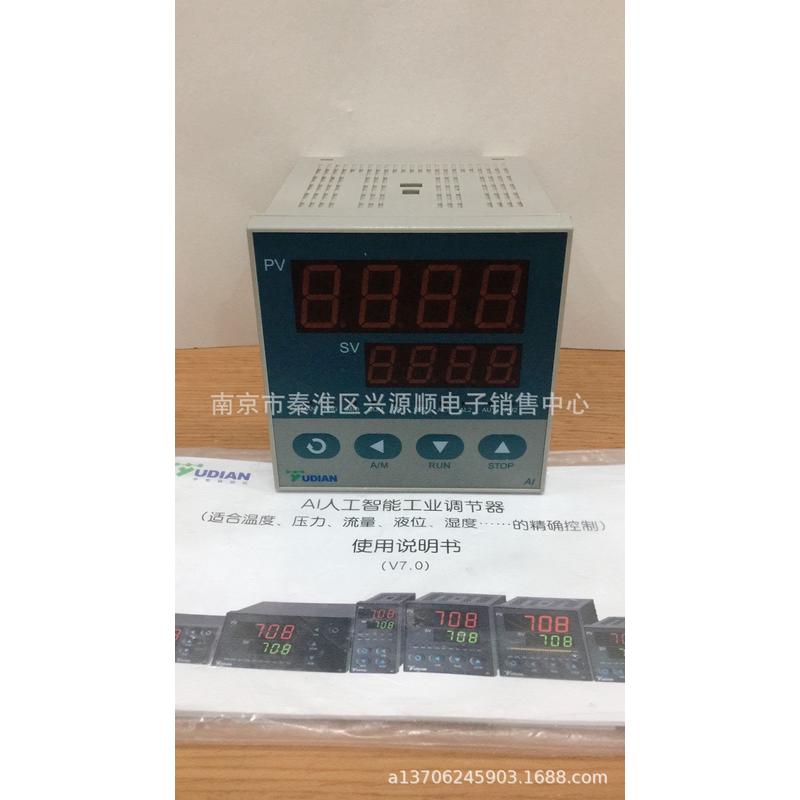 PV
8888
SV
8888
南京市秦淮区兴源顺电子销售中心
A/M RUN STOP
YUDIAN AI
YUDIAN
AI人工智能工业调节器
(适合温度、压力、流量、液位、湿度……的精确控制)
使用说明书
(V7.0)
708 708 708 708 708
708 708 708 708
a13706245903.1688.com